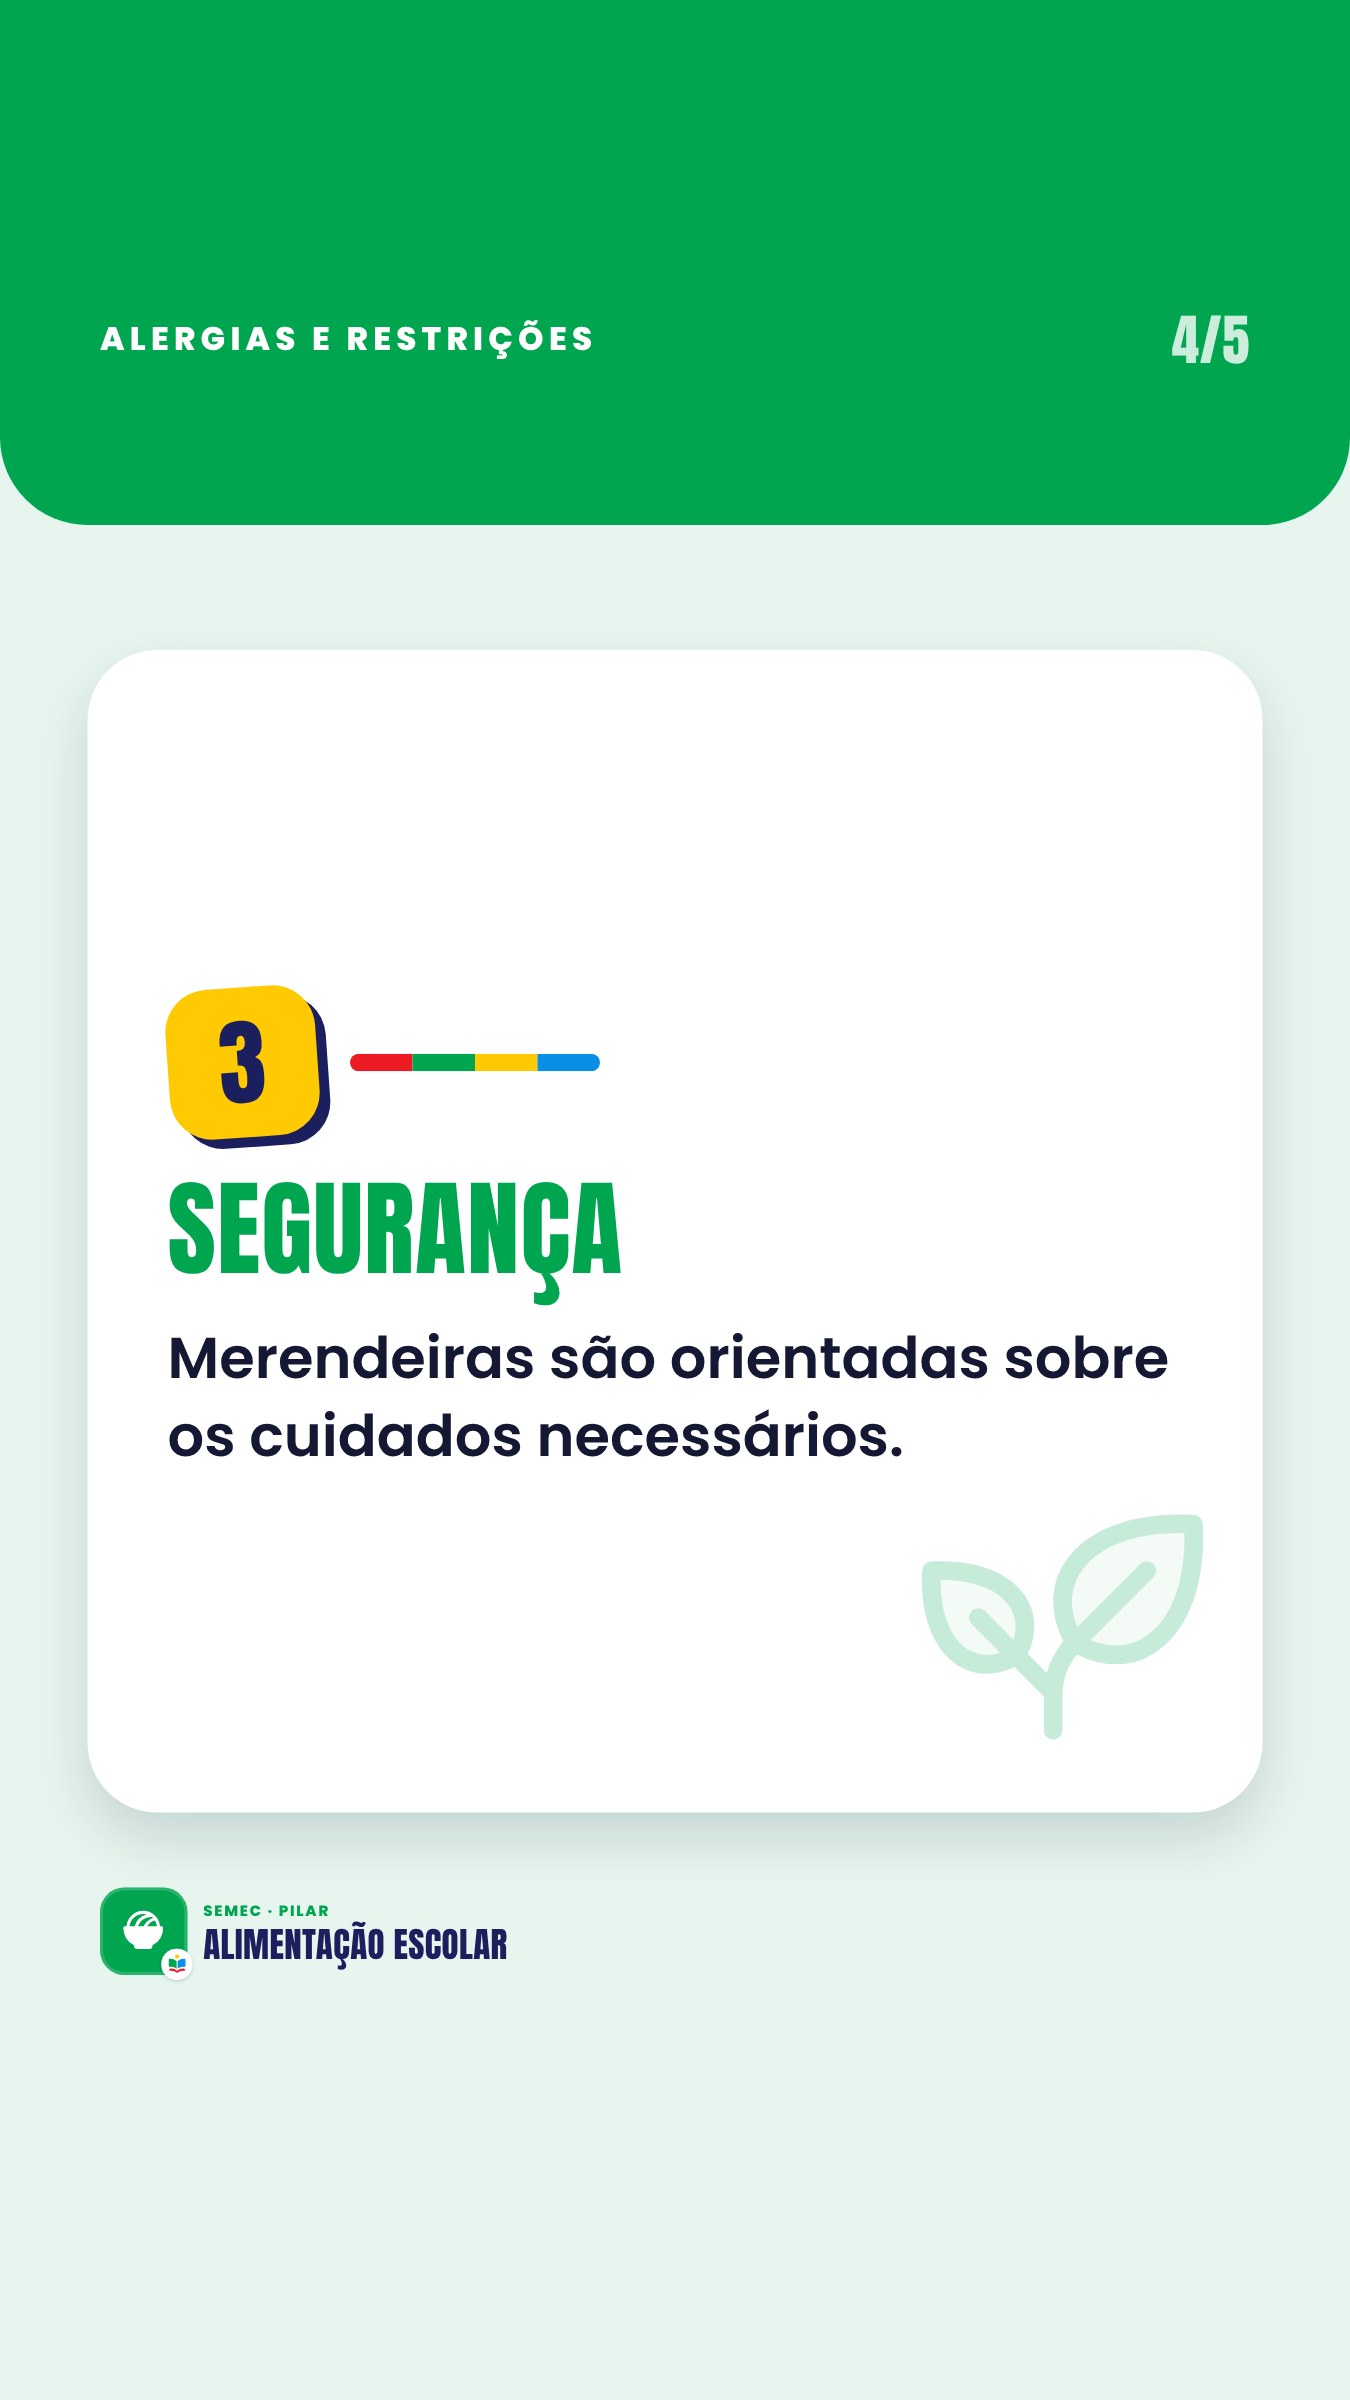 ALERGIAS E RESTRIÇÕES
4/5
3
SEGURANÇA
Merendeiras são orientadas sobre
os cuidados necessários.
SEMEC · PILAR
ALIMENTAÇÃO ESCOLAR